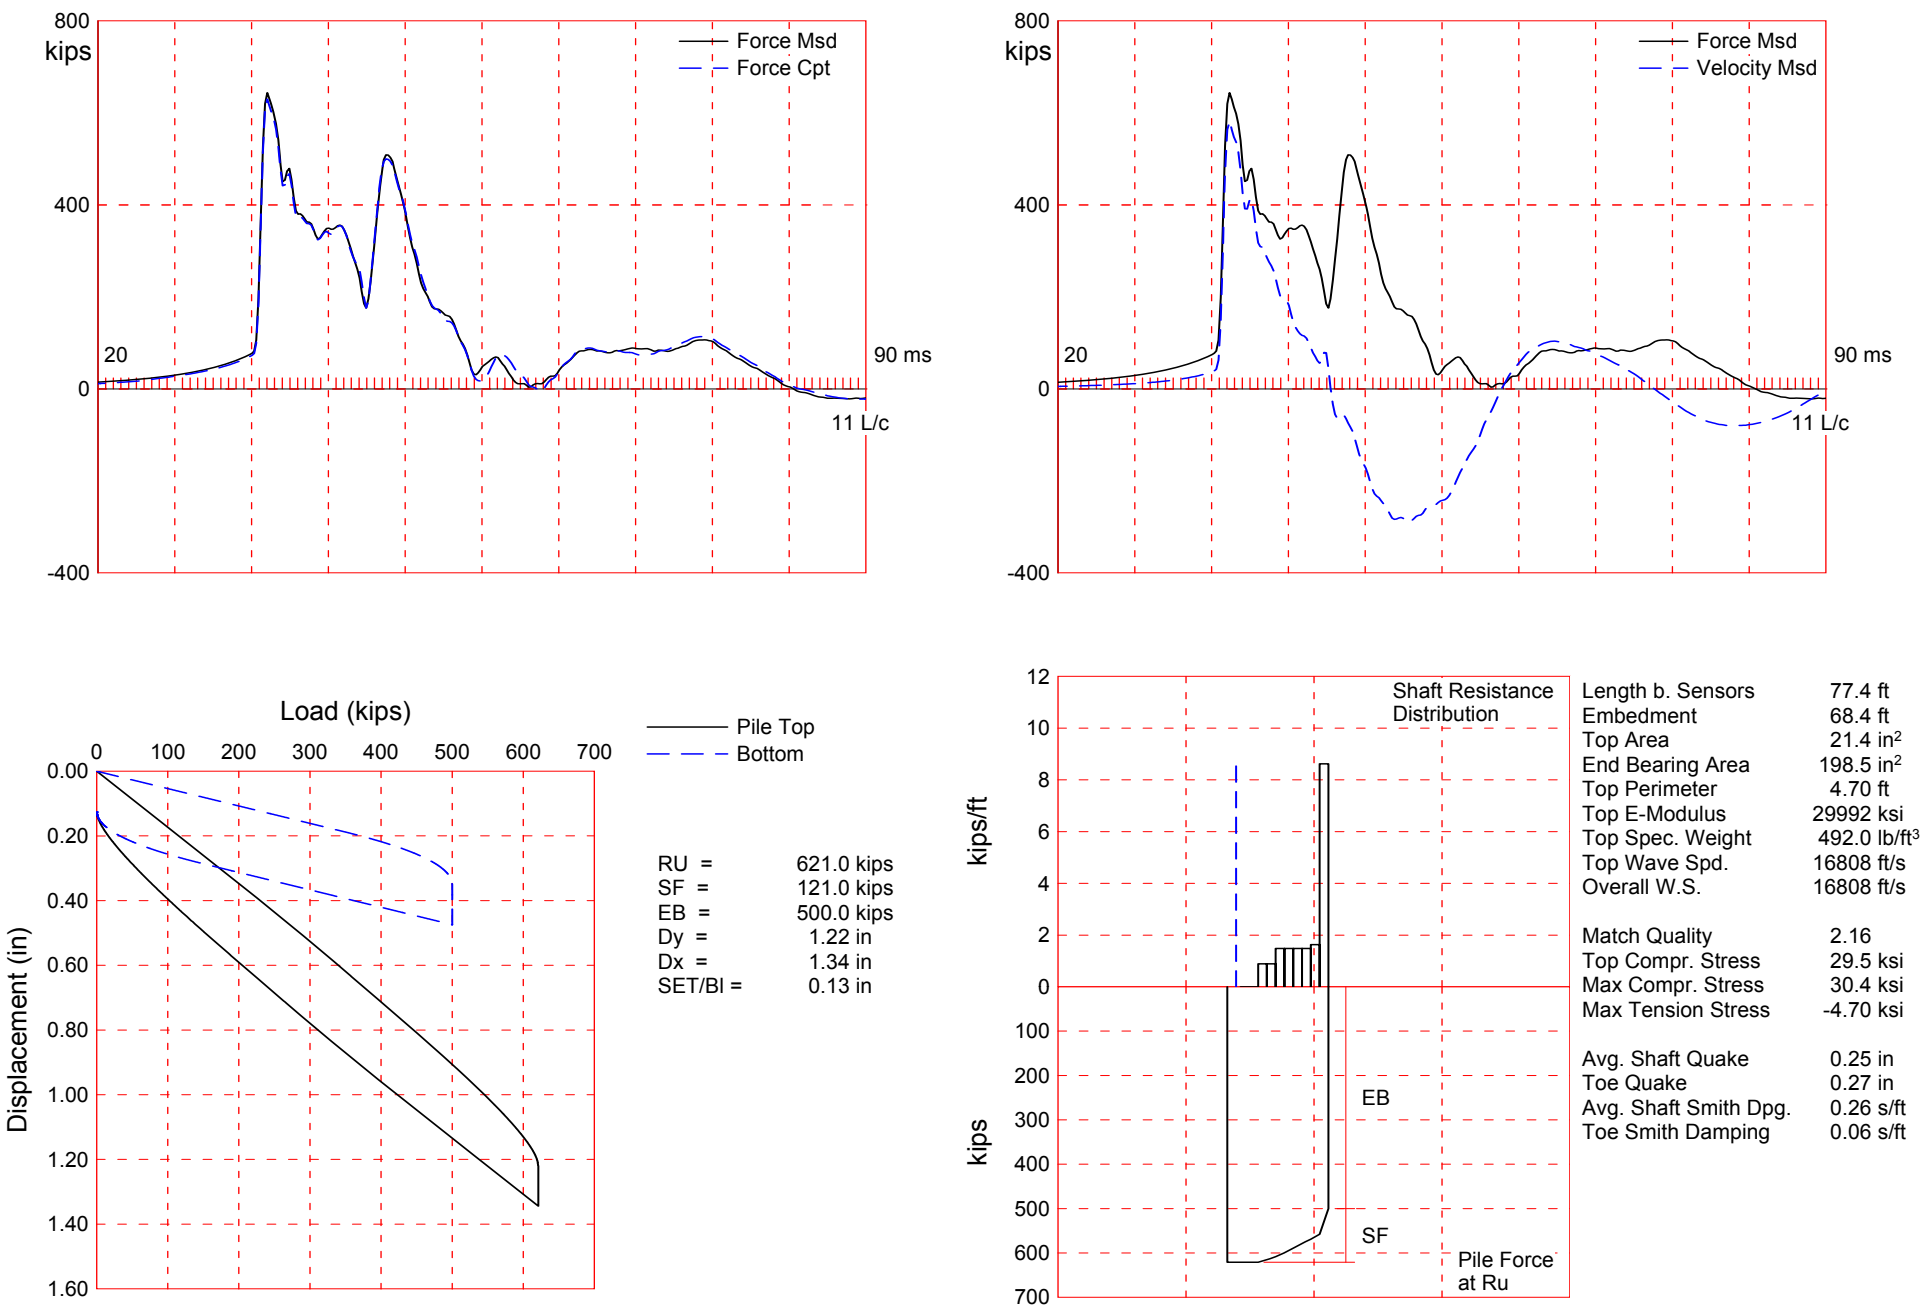 800
kips
Force Msd
Force Cpt
400
20
90 ms
0
11 L/c
-400
800
kips
Force Msd
Velocity Msd
400
20
90 ms
0
11 L/c
-400
Load (kips)
0 100 200 300 400 500 600 700
Pile Top
Bottom
Displacement (in)
0.00
0.20
0.40
0.60
0.80
1.00
1.20
1.40
1.60
RU = 621.0 kips
SF = 121.0 kips
EB = 500.0 kips
Dy = 1.22 in
Dx = 1.34 in
SET/Bl = 0.13 in
Shaft Resistance
Distribution
kips/ft
12
10
8
6
4
2
0
kips
100
200
300
400
500
600
700
EB
SF
Pile Force
at Ru
Length b. Sensors 77.4 ft
Embedment 68.4 ft
Top Area 21.4 in²
End Bearing Area 198.5 in²
Top Perimeter 4.70 ft
Top E-Modulus 29992 ksi
Top Spec. Weight 492.0 lb/ft³
Top Wave Spd. 16808 ft/s
Overall W.S. 16808 ft/s
Match Quality 2.16
Top Compr. Stress 29.5 ksi
Max Compr. Stress 30.4 ksi
Max Tension Stress -4.70 ksi
Avg. Shaft Quake 0.25 in
Toe Quake 0.27 in
Avg. Shaft Smith Dpg. 0.26 s/ft
Toe Smith Damping 0.06 s/ft